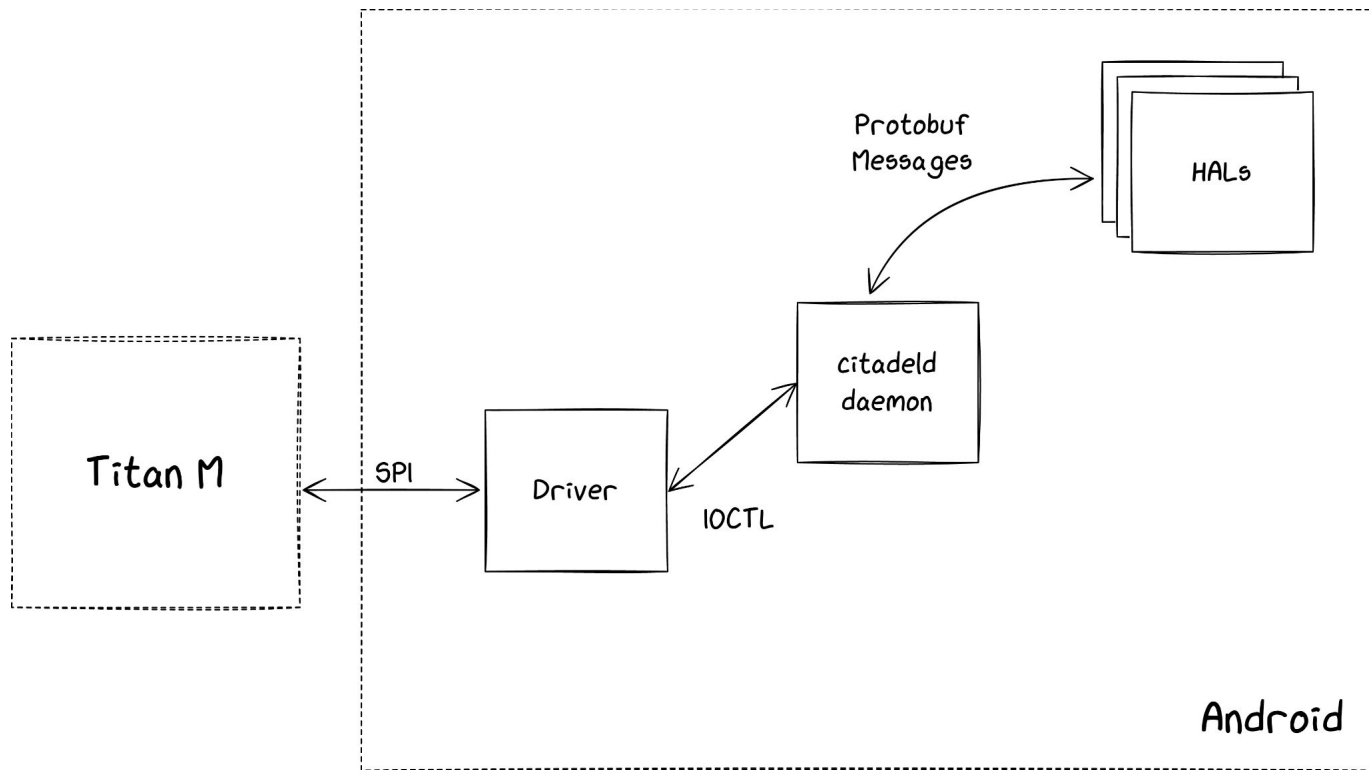 Protobuf
Messages
HALs
citadeld
daemon
Titan M
SPI
Driver
IOCTL
Android